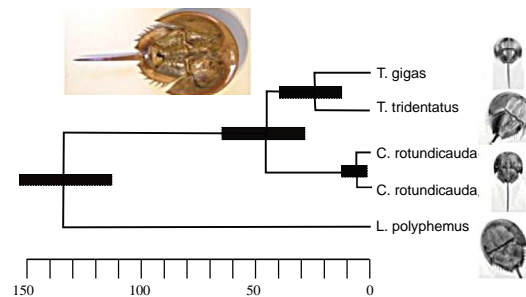 T. gigas
T. tridentatus
C. rotundicauda
C. rotundicauda,
L. polyphemus
150 100 50 0